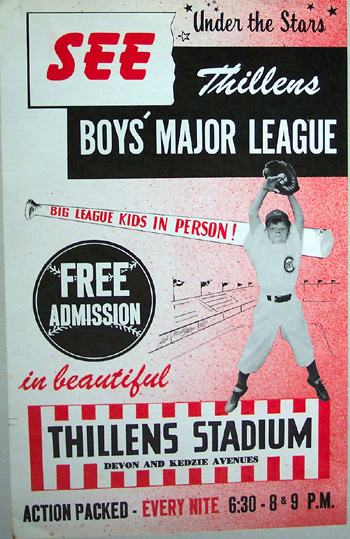 Under the Stars
SEE
Thillens
BOYS' MAJOR LEAGUE
BIG LEAGUE KIDS IN PERSON!
FREE
ADMISSION
in beautiful
THILLENS STADIUM
DEVON AND KEDZIE AVENUES
ACTION PACKED - EVERY NITE 6:30 - 8 & 9 P.M.